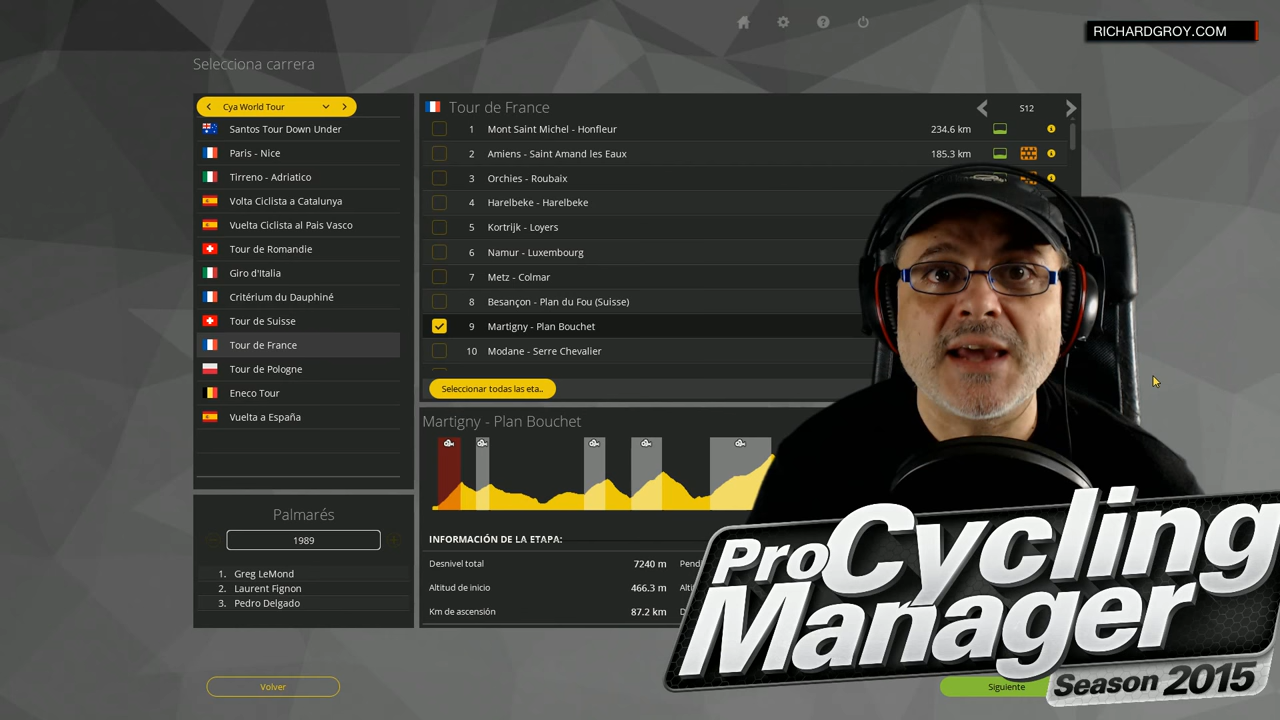 RICHARDGROY.COM
Selecciona carrera
Cya World Tour
Santos Tour Down Under
Paris - Nice
Tirreno - Adriatico
Volta Ciclista a Catalunya
Vuelta Ciclista al Pais Vasco
Tour de Romandie
Giro d'Italia
Critérium du Dauphiné
Tour de Suisse
Tour de France
Tour de Pologne
Eneco Tour
Vuelta a España
Palmarés
1989
1. Greg LeMond
2. Laurent Fignon
3. Pedro Delgado
Volver
Tour de France S12
1 Mont Saint Michel - Honfleur 234.6 km
2 Amiens - Saint Amand les Eaux 185.3 km
3 Orchies - Roubaix
4 Harelbeke - Harelbeke
5 Kortrijk - Loyers
6 Namur - Luxembourg
7 Metz - Colmar
8 Besançon - Plan du Fou (Suisse)
9 Martigny - Plan Bouchet
10 Modane - Serre Chevalier
Seleccionar todas las eta..
Martigny - Plan Bouchet
INFORMACIÓN DE LA ETAPA:
Desnivel total 7240 m
Altitud de inicio 466.3 m
Km de ascensión 87.2 km
Siguiente
Pro Cycling
Manager
Season 2015